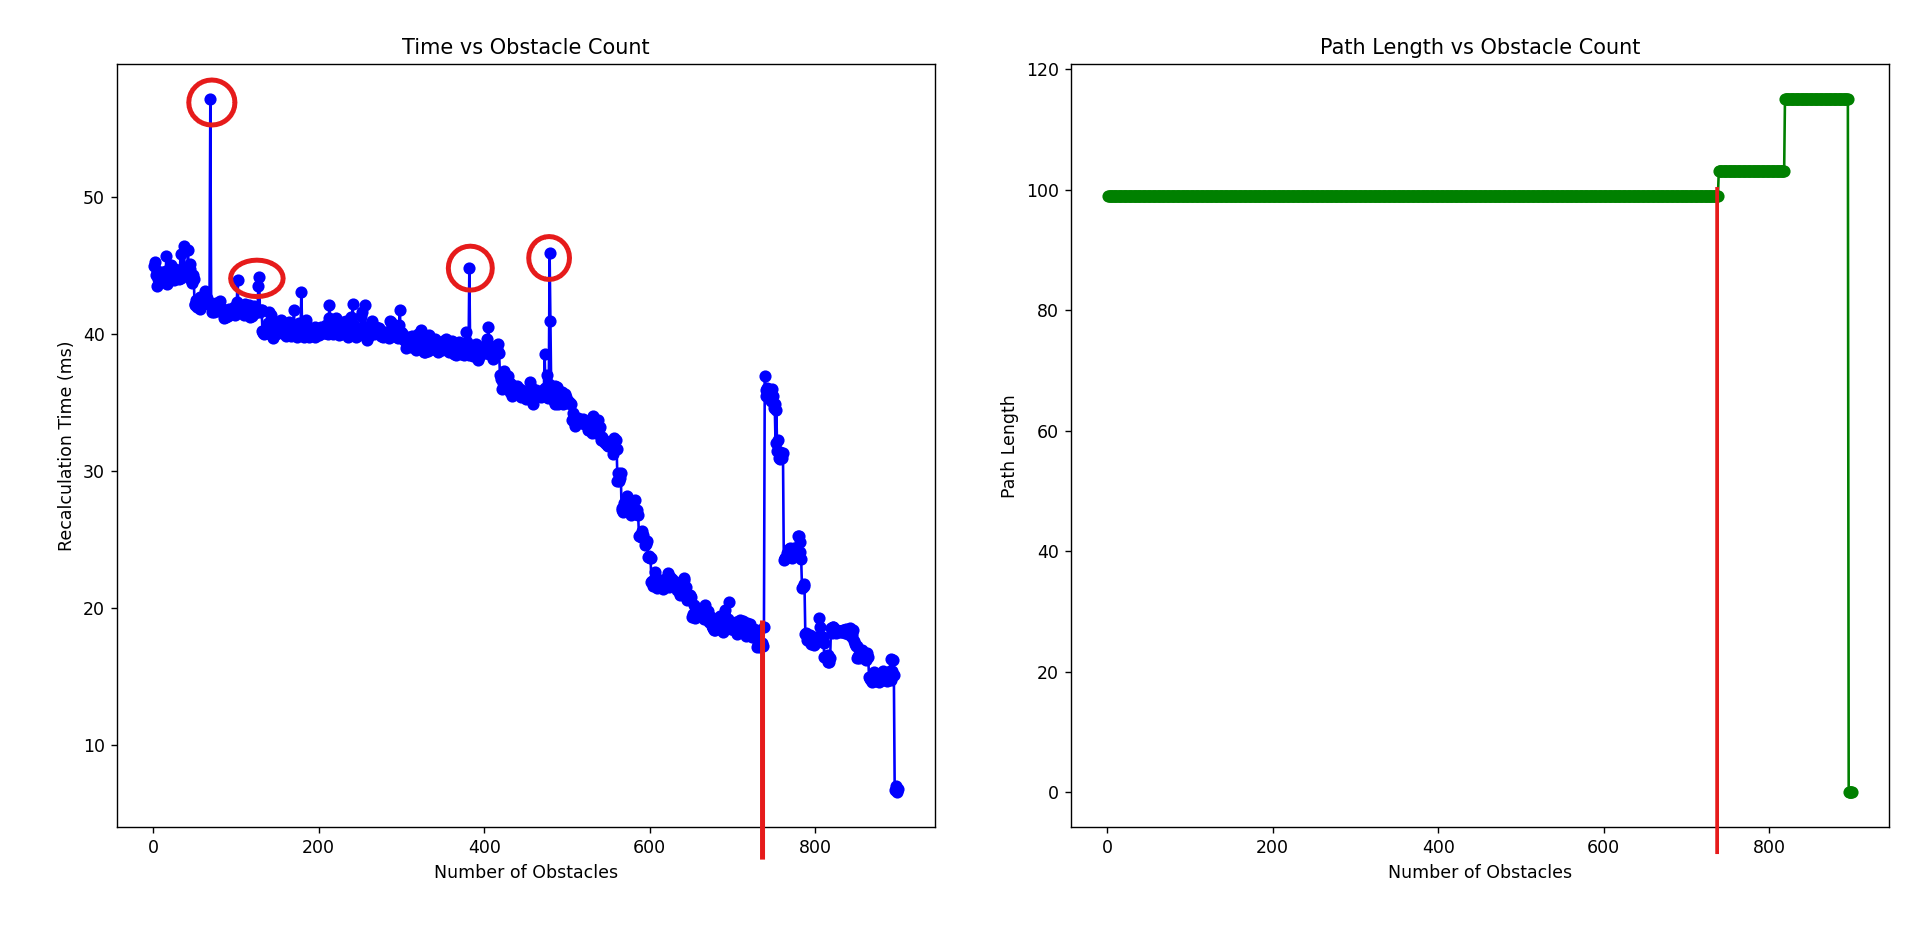 Time vs Obstacle Count
50
40
30
20
10
Recalculation Time (ms)
0 200 400 600 800
Number of Obstacles
Path Length vs Obstacle Count
120
100
80
60
40
20
0
Path Length
0 200 400 600 800
Number of Obstacles